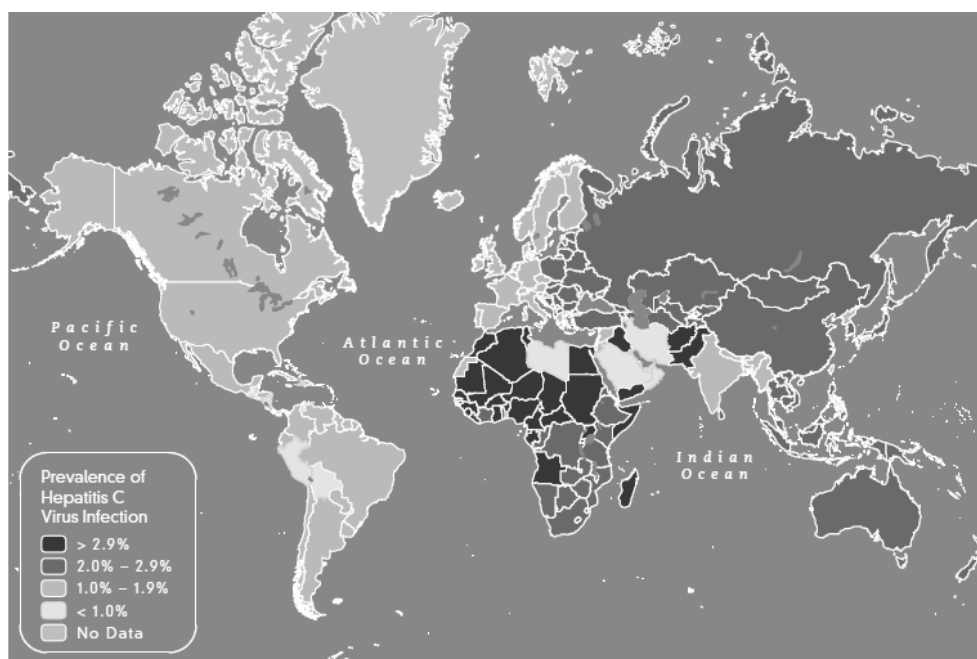 Pacific
Ocean
Atlantic
Ocean
Indian
Ocean
Prevalence of
Hepatitis C
Virus Infection
> 2.9%
2.0% – 2.9%
1.0% – 1.9%
< 1.0%
No Data